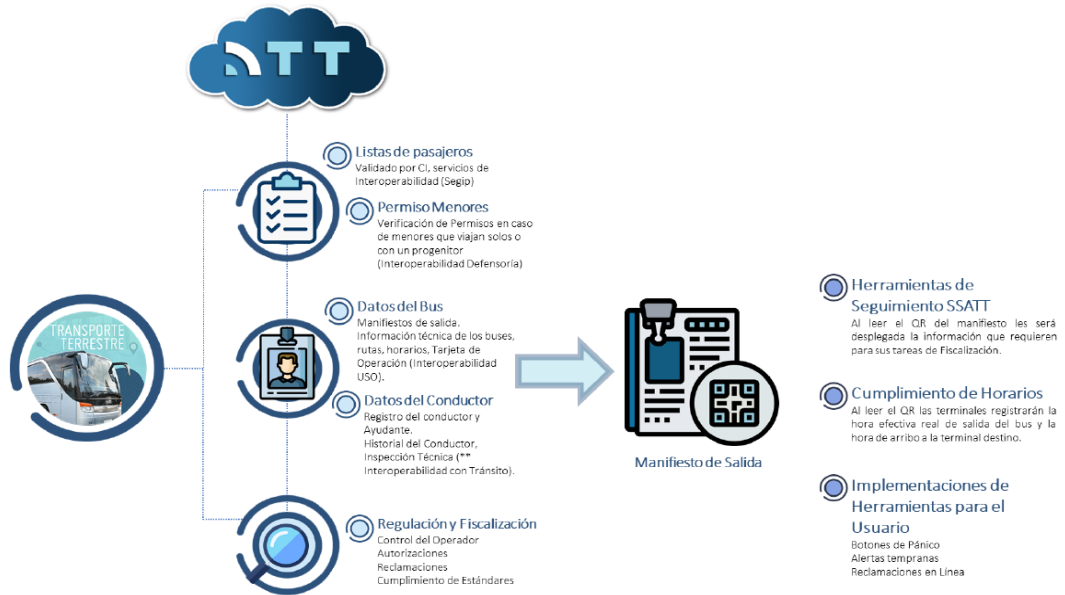 ATT
Listas de pasajeros
Validado por CI, servicios de
Interoperabilidad (Segip)
Permiso Menores
Verificación de Permisos en caso
de menores que viajan solos o
con un progenitor
(Interoperabilidad Defensoría)
TRANSPORTE
TERRESTRE
Datos del Bus
Manifiestos de salida.
Información técnica de los buses,
rutas, horarios, Tarjeta de
Operación (Interoperabilidad
USO).
Datos del Conductor
Registro del conductor y
Ayudante.
Historial del Conductor,
Inspección Técnica (**
Interoperabilidad con Tránsito).
Regulación y Fiscalización
Control del Operador
Autorizaciones
Reclamaciones
Cumplimiento de Estándares
Manifiesto de Salida
Herramientas de
Seguimiento SSATT
Al leer el QR del manifiesto les será
desplegada la información que requieren
para sus tareas de Fiscalización.
Cumplimiento de Horarios
Al leer el QR las terminales registrarán la
hora efectiva real de salida del bus y la
hora de arribo a la terminal destino.
Implementaciones de
Herramientas para el
Usuario
Botones de Pánico
Alertas tempranas
Reclamaciones en Línea